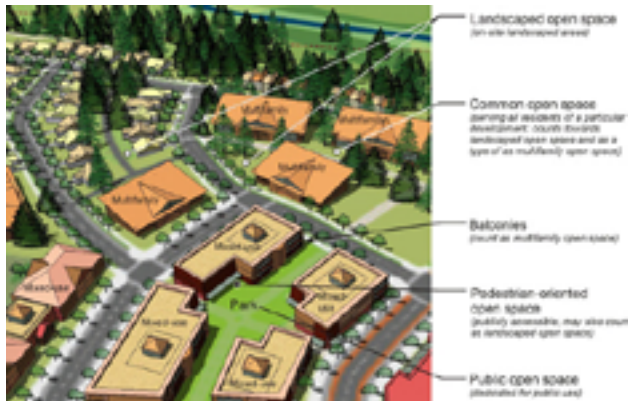 Landscaped open space
(on-site landscaped areas)
Common open space
(serving all residents of a particular
development: counts towards
landscaped open space and as a
type of as multifamily open space)
Balconies
(count as multifamily open space)
Pedestrian-oriented
open space
(publicly accessible, may also count
as landscaped open space)
Public open space
(dedicated for public use)
Multifamily
Multifamily
Multifamily
Multifamily
Mixed-use
Mixed-use
Mixed-
use
Park
Mixed-use
Mixed-use